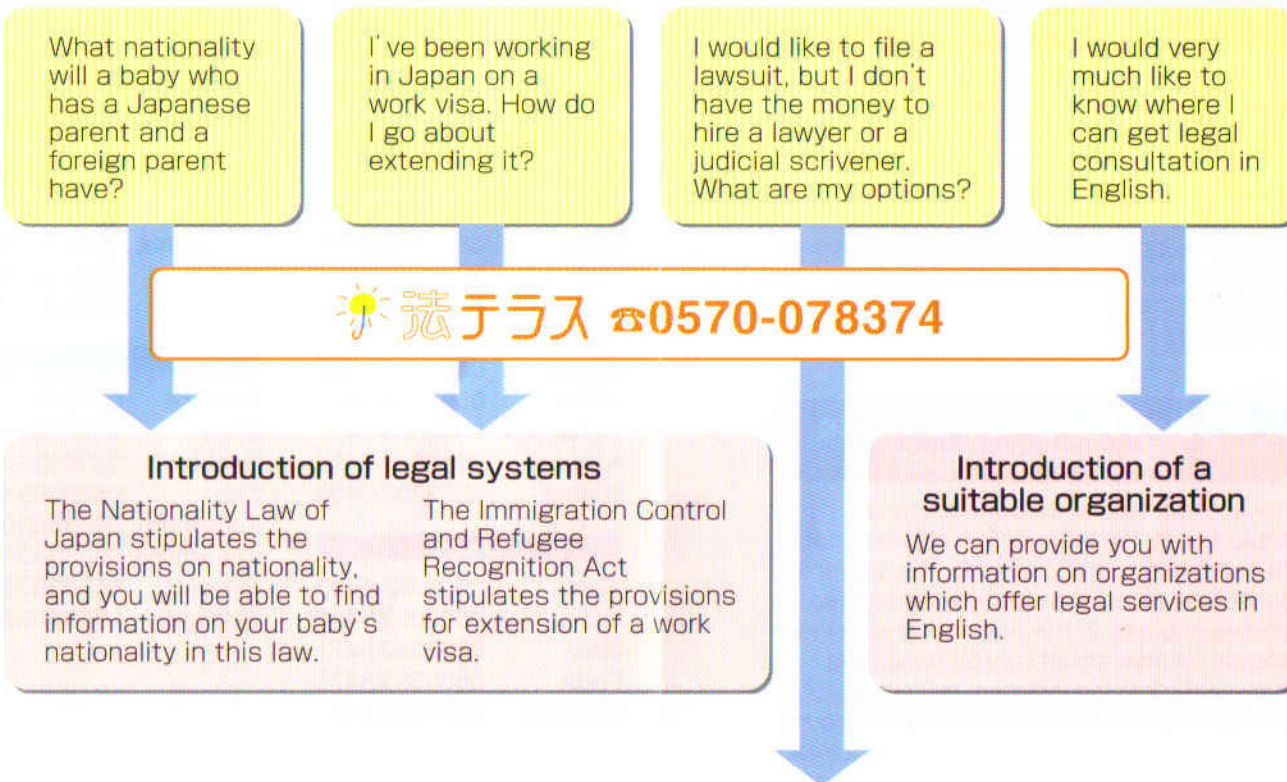 What nationality
will a baby who
has a Japanese
parent and a
foreign parent
have?
I've been working
in Japan on a
work visa. How do
I go about
extending it?
I would like to file a
lawsuit, but I don't
have the money to
hire a lawyer or a
judicial scrivener.
What are my options?
I would very
much like to
know where I
can get legal
consultation in
English.
法テラス ☎0570-078374
Introduction of legal systems
The Nationality Law of
Japan stipulates the
provisions on nationality,
and you will be able to find
information on your baby's
nationality in this law.
The Immigration Control
and Refugee
Recognition Act
stipulates the provisions
for extension of a work
visa.
Introduction of a
suitable organization
We can provide you with
information on organizations
which offer legal services in
English.